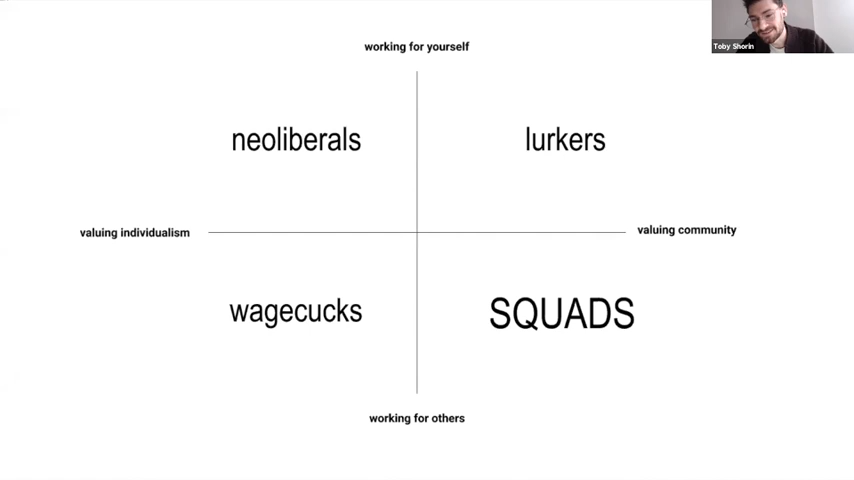 working for yourself
Toby Shorin
neoliberals
lurkers
valuing individualism
valuing community
wagecucks
SQUADS
working for others